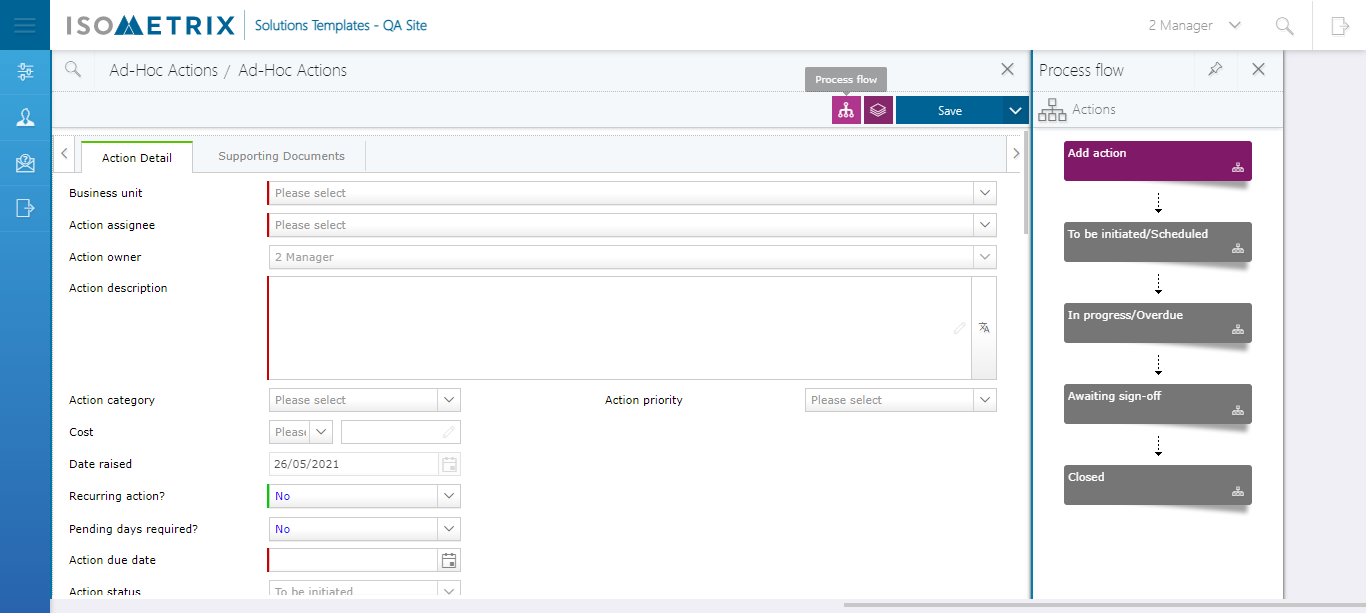 ISOMETRIX
Solutions Templates - QA Site
2 Manager
Ad-Hoc Actions / Ad-Hoc Actions
Process flow
Process flow
Save
Actions
Action Detail
Supporting Documents
Business unit
Please select
Action assignee
Please select
Action owner
2 Manager
Action description
Action category
Please select
Action priority
Please select
Cost
Pleas
Date raised
26/05/2021
Recurring action?
No
Pending days required?
No
Action due date
Action status
To be initiated
Add action
To be initiated/Scheduled
In progress/Overdue
Awaiting sign-off
Closed